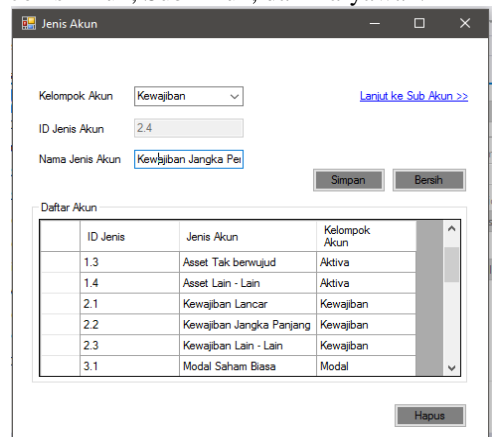 Jenis Akun
Kelompok Akun Kewajiban Lanjut ke Sub Akun >>
ID Jenis Akun 2.4
Nama Jenis Akun Kewajiban Jangka Pei
Simpan Bersih
Daftar Akun
ID Jenis Jenis Akun Kelompok Akun
1.3 Asset Tak berwujud Aktiva
1.4 Asset Lain - Lain Aktiva
2.1 Kewajiban Lancar Kewajiban
2.2 Kewajiban Jangka Panjang Kewajiban
2.3 Kewajiban Lain - Lain Kewajiban
3.1 Modal Saham Biasa Modal
Hapus